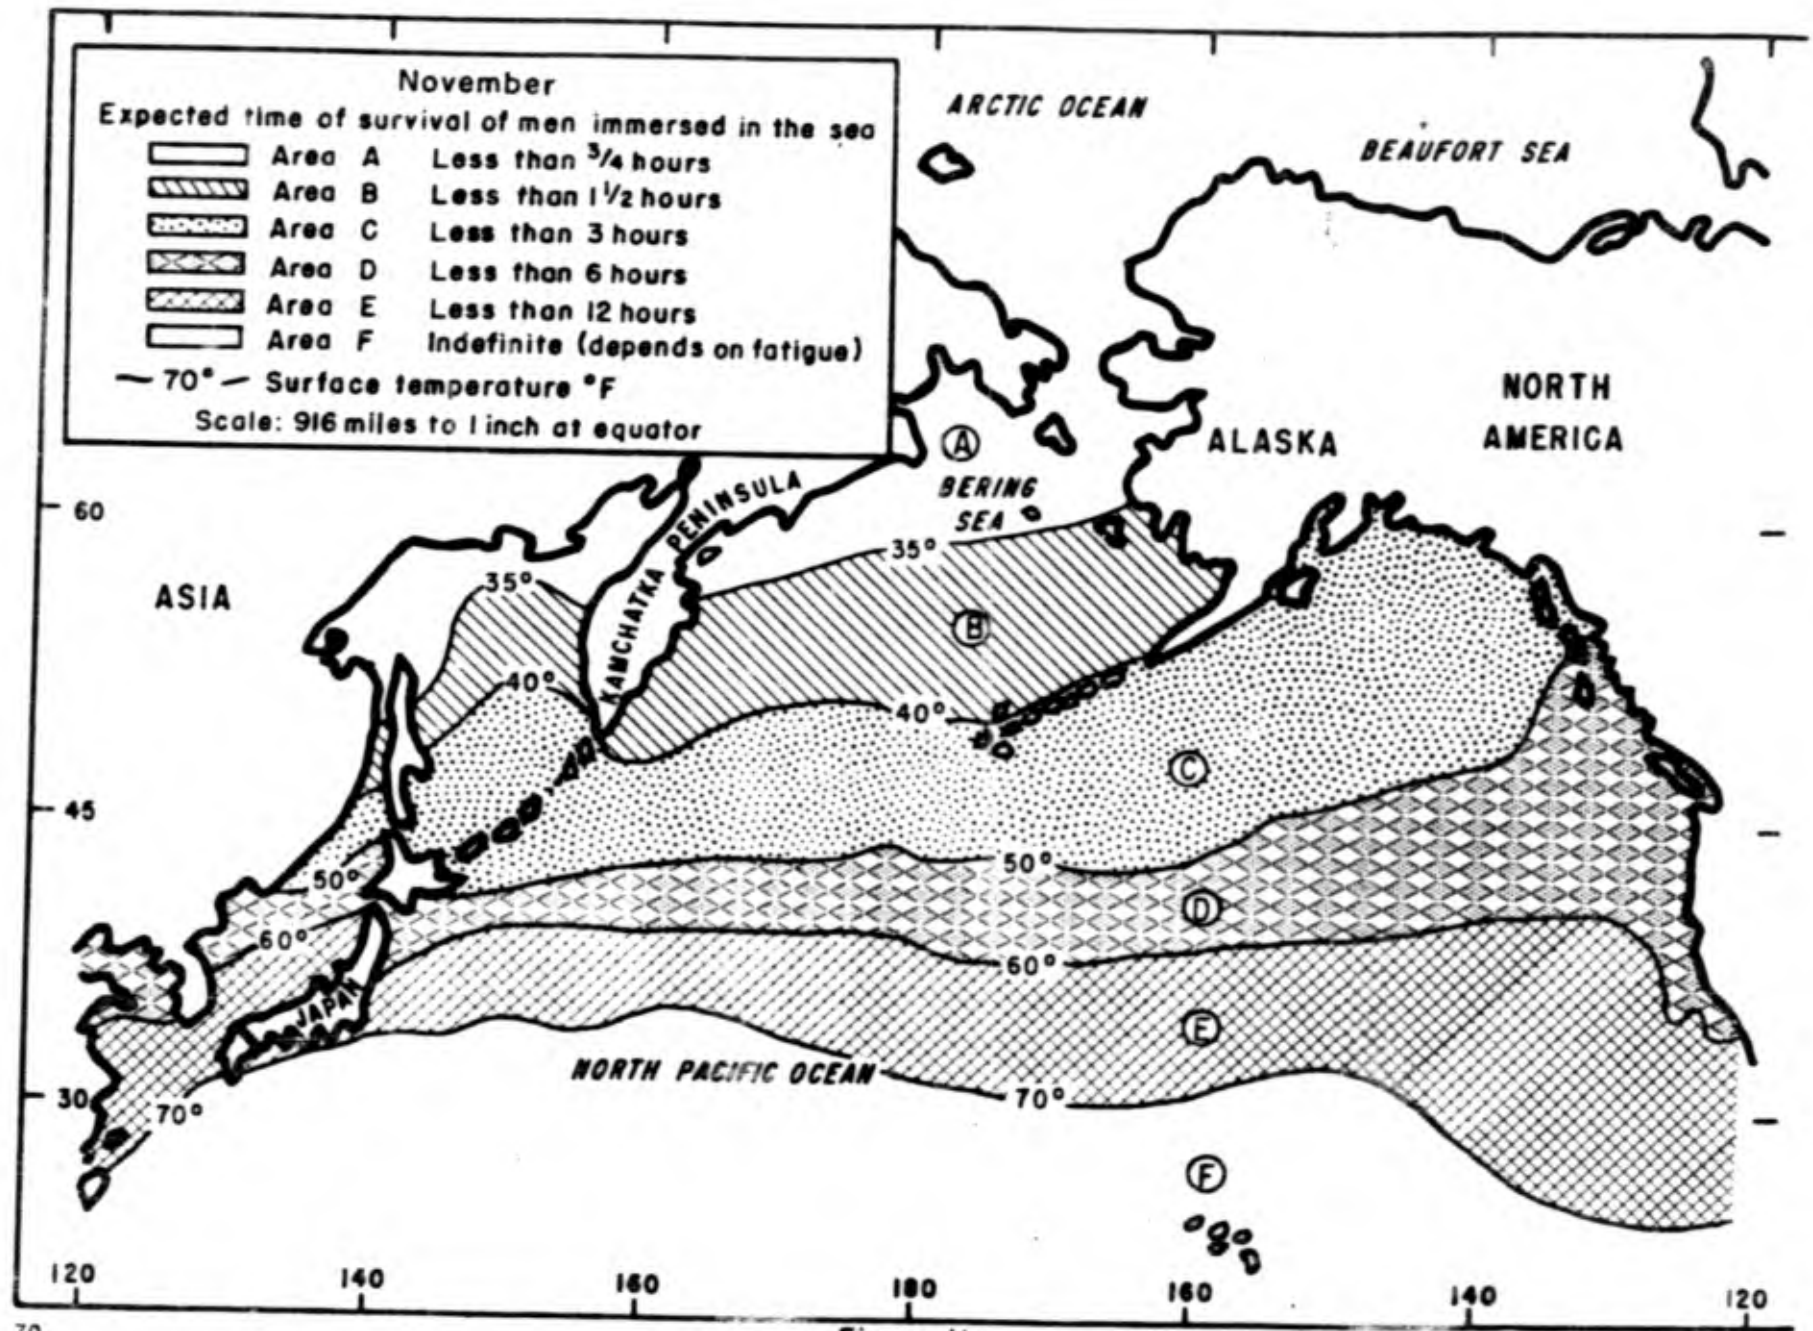 November
Expected time of survival of men immersed in the sea
Area A Less than 3/4 hours
Area B Less than 1 1/2 hours
Area C Less than 3 hours
Area D Less than 6 hours
Area E Less than 12 hours
Area F Indefinite (depends on fatigue)
— 70° — Surface temperature °F
Scale: 916 miles to 1 inch at equator
ARCTIC OCEAN
BEAUFORT SEA
NORTH
AMERICA
ALASKA
A
BERING
SEA
KAMCHATKA PENINSULA
ASIA
60
35°
35°
B
40°
40°
C
45
50°
50°
D
60°
60°
JAPAN
E
NORTH PACIFIC OCEAN
30
70°
70°
F
120
140
160
180
160
140
120